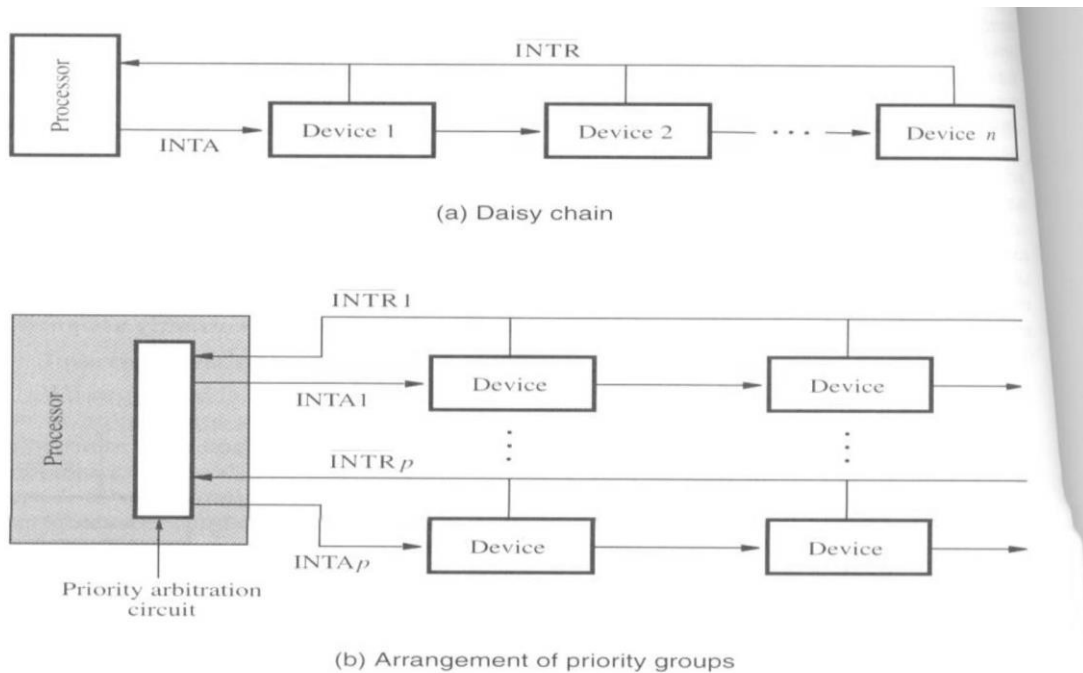 INTR
Processor
Device 1
Device 2
. . .
Device n
INTA
(a) Daisy chain
INTR1
Processor
Device
Device
INTA1
INTRp
Device
Device
INTAp
Priority arbitration
circuit
(b) Arrangement of priority groups